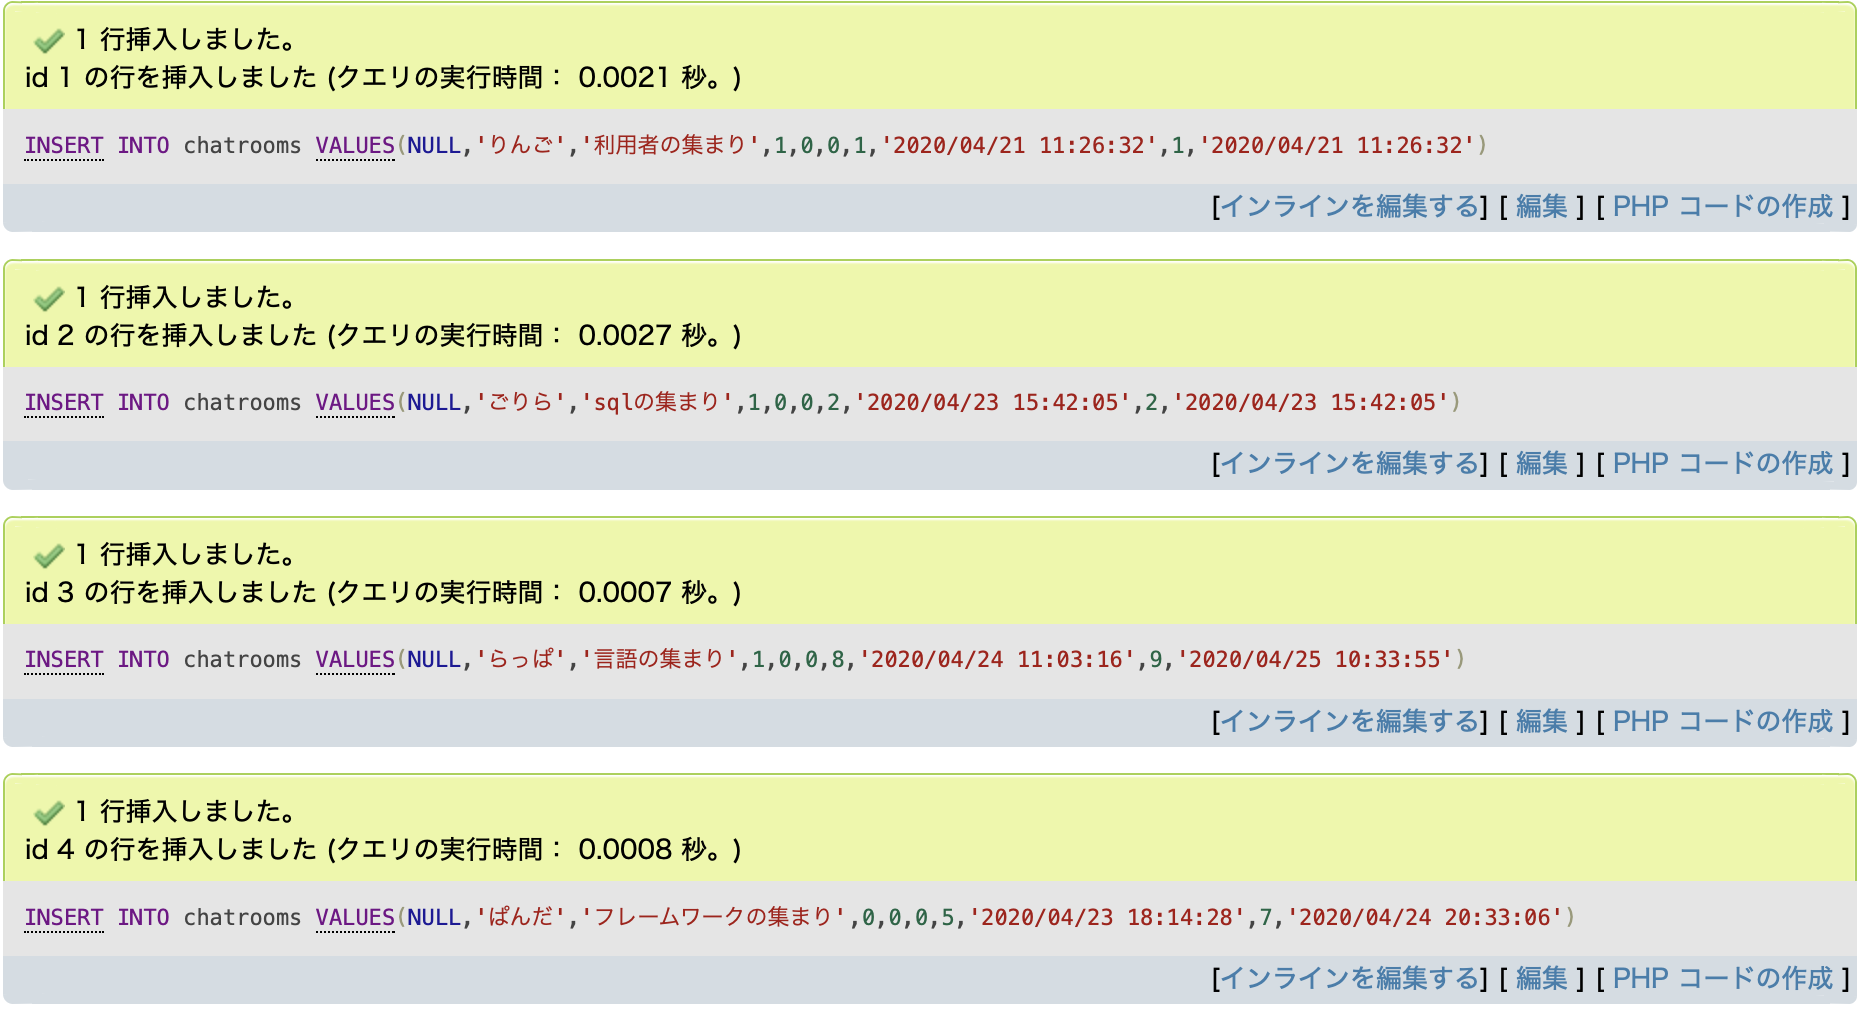 1 行挿入しました。
id 1 の行を挿入しました (クエリの実行時間： 0.0021 秒。)
INSERT INTO chatrooms VALUES(NULL,'りんご','利用者の集まり',1,0,0,1,'2020/04/21 11:26:32',1,'2020/04/21 11:26:32')
[インラインを編集する] [ 編集 ] [ PHP コードの作成 ]
1 行挿入しました。
id 2 の行を挿入しました (クエリの実行時間： 0.0027 秒。)
INSERT INTO chatrooms VALUES(NULL,'ごりら','sqlの集まり',1,0,0,2,'2020/04/23 15:42:05',2,'2020/04/23 15:42:05')
[インラインを編集する] [ 編集 ] [ PHP コードの作成 ]
1 行挿入しました。
id 3 の行を挿入しました (クエリの実行時間： 0.0007 秒。)
INSERT INTO chatrooms VALUES(NULL,'らっぱ','言語の集まり',1,0,0,8,'2020/04/24 11:03:16',9,'2020/04/25 10:33:55')
[インラインを編集する] [ 編集 ] [ PHP コードの作成 ]
1 行挿入しました。
id 4 の行を挿入しました (クエリの実行時間： 0.0008 秒。)
INSERT INTO chatrooms VALUES(NULL,'ぱんだ','フレームワークの集まり',0,0,0,5,'2020/04/23 18:14:28',7,'2020/04/24 20:33:06')
[インラインを編集する] [ 編集 ] [ PHP コードの作成 ]